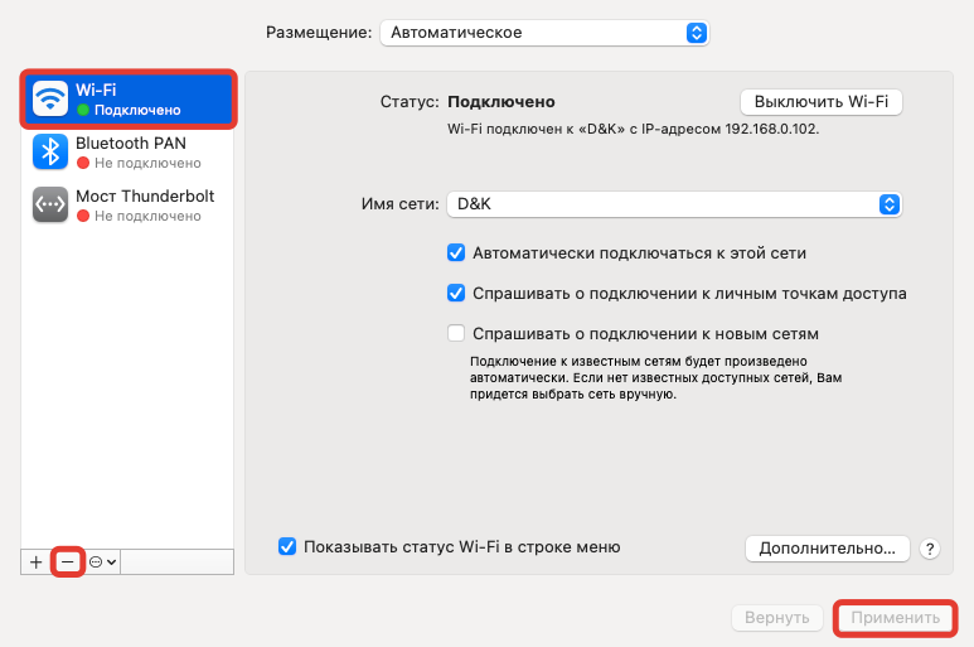 Размещение: Автоматическое
Wi-Fi
Подключено
Bluetooth PAN
Не подключено
Мост Thunderbolt
Не подключено
Статус: Подключено
Выключить Wi-Fi
Wi-Fi подключен к «D&K» с IP-адресом 192.168.0.102.
Имя сети: D&K
Автоматически подключаться к этой сети
Спрашивать о подключении к личным точкам доступа
Спрашивать о подключении к новым сетям
Подключение к известным сетям будет произведено
автоматически. Если нет известных доступных сетей, Вам
придется выбрать сеть вручную.
Показывать статус Wi-Fi в строке меню
Дополнительно... ?
Вернуть
Применить